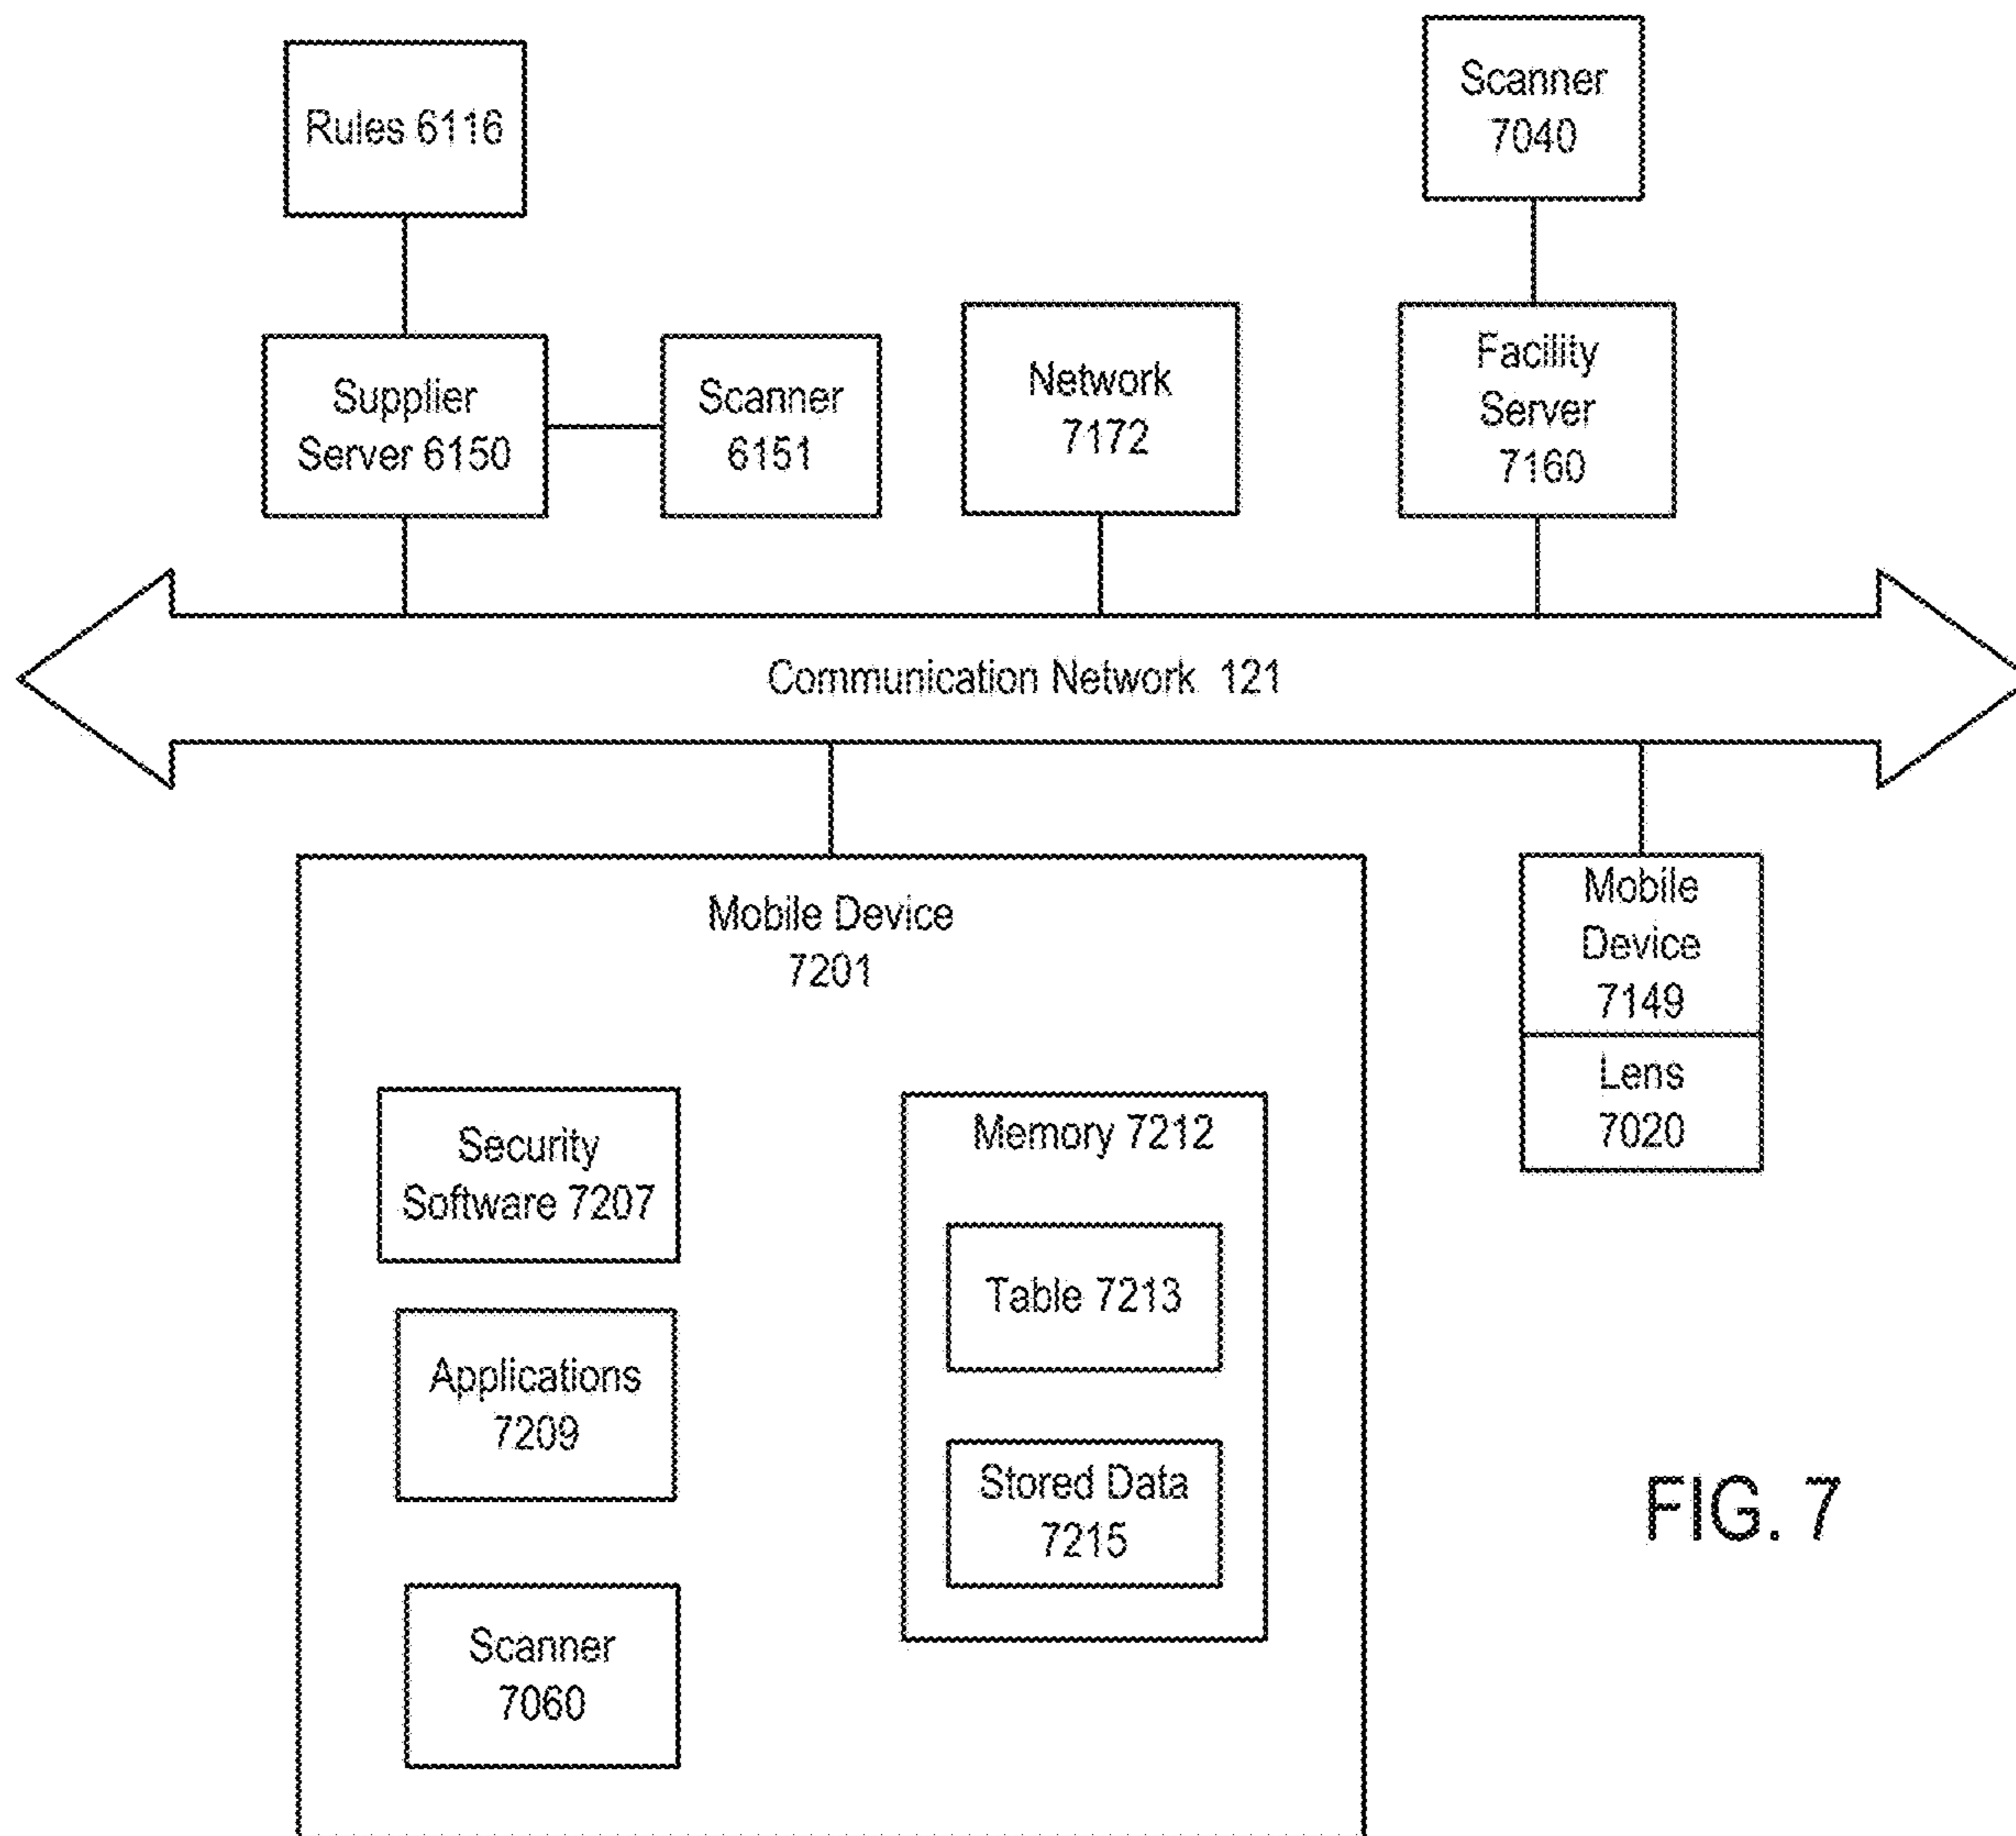 Rules 6116
Scanner
7040
Supplier
Server 6150
Scanner
6151
Network
7172
Facility
Server
7160
Communication Network 121
Mobile Device
7201
Security
Software 7207
Applications
7209
Scanner
7060
Memory 7212
Table 7213
Stored Data
7215
Mobile
Device
7149
Lens
7020
FIG. 7